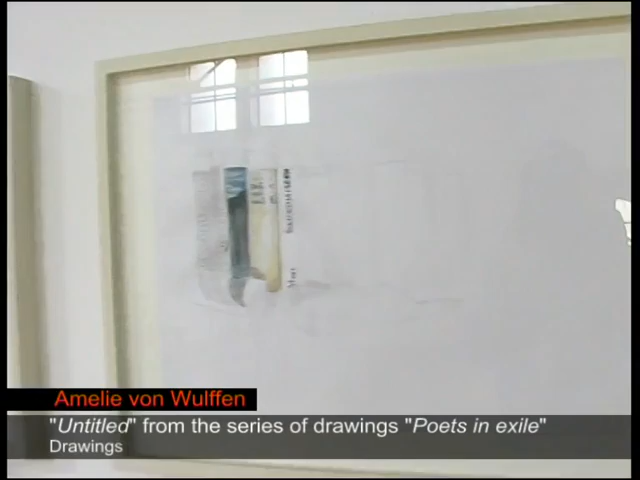 Amelie von Wulffen
"Untitled" from the series of drawings "Poets in exile"
Drawings